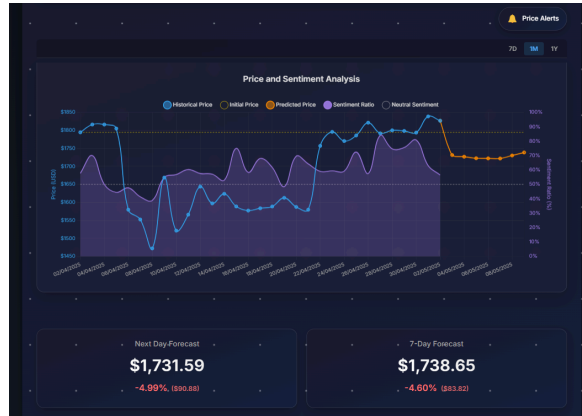 Price Alerts
7D 1M 1Y
Price and Sentiment Analysis
Historical Price Initial Price Predicted Price Sentiment Ratio Neutral Sentiment
$1850 100%
$1800 90%
80%
$1750
70%
$1700 60%
$1650 50%
$1600 40%
30%
$1550
20%
$1500
10%
$1450 0%
Price (USD)
Sentiment Ratio (%)
02/04/2025 04/04/2025 06/04/2025 08/04/2025 10/04/2025 12/04/2025 14/04/2025 16/04/2025 18/04/2025 20/04/2025 22/04/2025 24/04/2025 26/04/2025 28/04/2025 30/04/2025 02/05/2025 04/05/2025 06/05/2025 08/05/2025
Next Day Forecast
$1,731.59
-4.99% ($90.88)
7-Day Forecast
$1,738.65
-4.60% ($83.82)